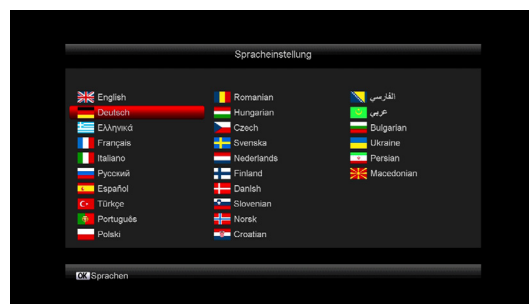 Spracheinstellung
English
Deutsch
Ελληνικά
Français
Italiano
Русский
Español
Türkçe
Português
Polski
Romanian
Hungarian
Czech
Svenska
Nederlands
Finland
Danish
Slovenian
Norsk
Croatian
الفارسي
عربي
Bulgarian
Ukraine
Persian
Macedonian
OK Sprachen